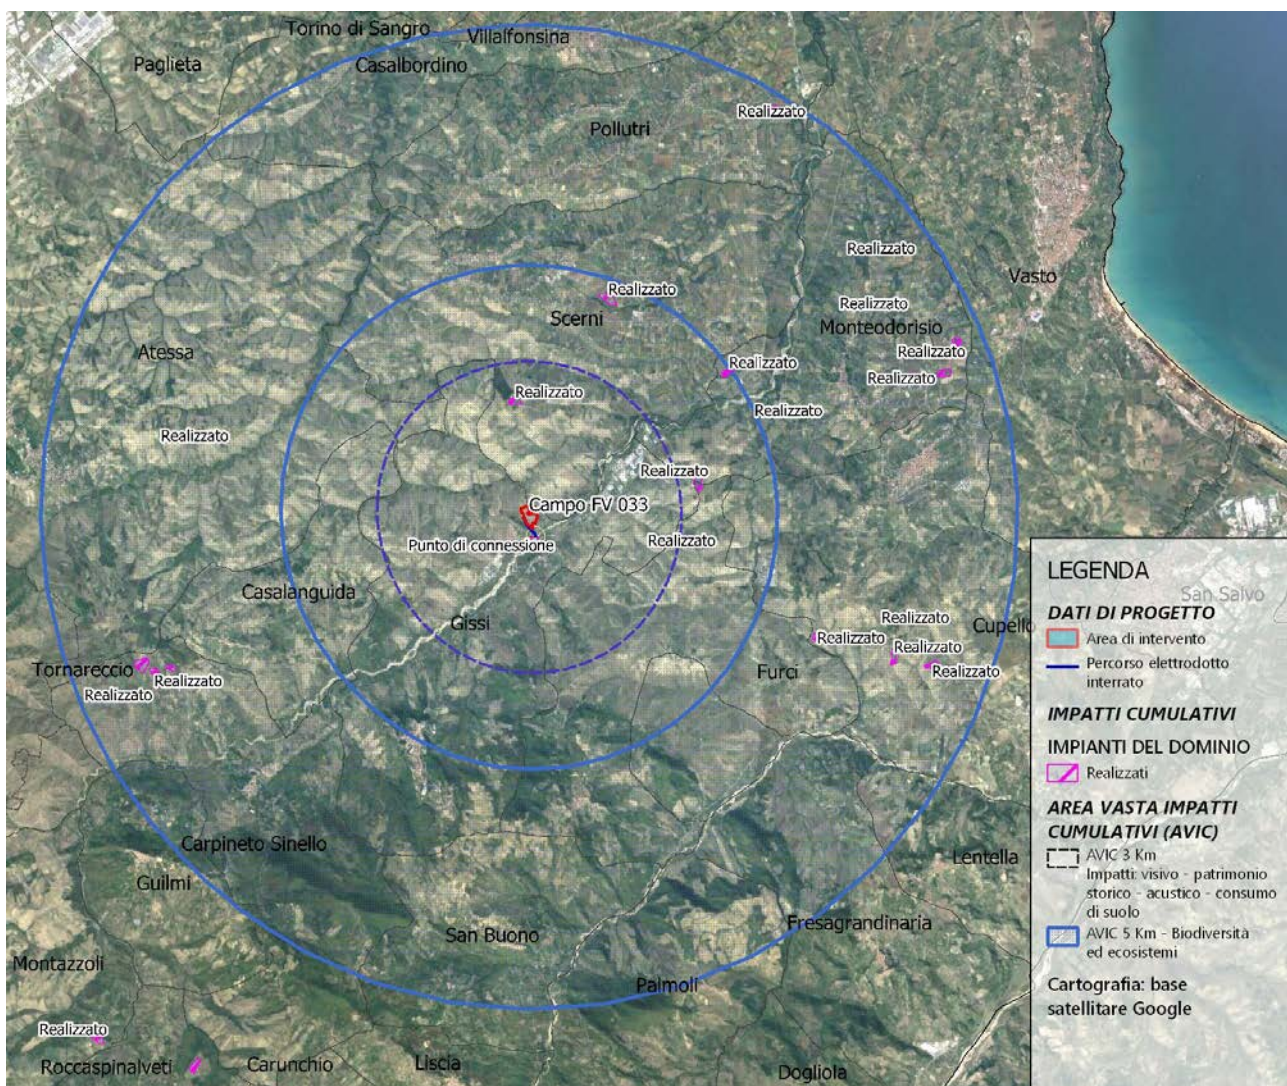 Torino di Sangro
Villalfonsina
Paglieta
Casalbordino
Realizzato
Pollutri
Realizzato
Vasto
Realizzato
Realizzato
Scerni
Monteodorisio
Atessa
Realizzato
Realizzato
Realizzato
Realizzato
Realizzato
Realizzato
Realizzato
Campo FV 033
Punto di connessione
Realizzato
Casalanguida
Gissi
Realizzato
Cupello
Realizzato
Realizzato
Tornareccio
Furci
Realizzato
Realizzato
Realizzato
Carpineto Sinello
Guilmi
Lentella
Fresagrandinaria
San Buono
Montazzoli
Palmoli
Realizzato
Roccaspinalveti
Carunchio
Liscia
Dogliola
LEGENDA
San Salvo
DATI DI PROGETTO
Area di intervento
Percorso elettrodotto
interrato
IMPATTI CUMULATIVI
IMPIANTI DEL DOMINIO
Realizzati
AREA VASTA IMPATTI
CUMULATIVI (AVIC)
AVIC 3 Km
Impatti: visivo - patrimonio
storico - acustico - consumo
di suolo
AVIC 5 Km - Biodiversità
ed ecosistemi
Cartografia: base
satellitare Google